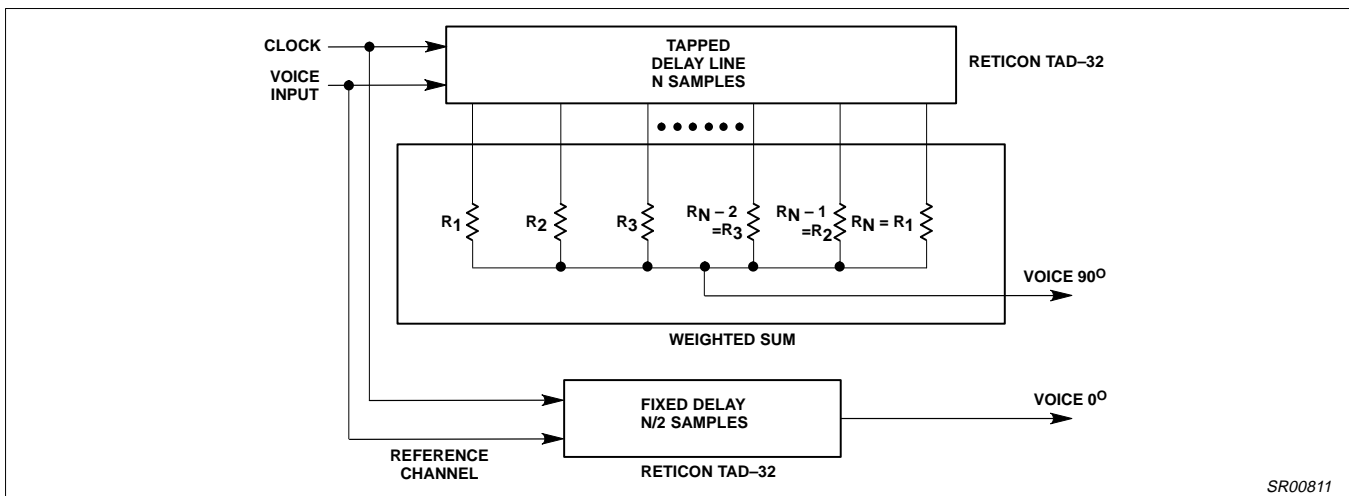 CLOCK
VOICE
INPUT
TAPPED
DELAY LINE
N SAMPLES
RETICON TAD–32
R1
R2
R3
RN – 2
=R3
RN – 1
=R2
RN = R1
VOICE 90O
WEIGHTED SUM
FIXED DELAY
N/2 SAMPLES
VOICE 0O
REFERENCE
CHANNEL
RETICON TAD–32
SR00811